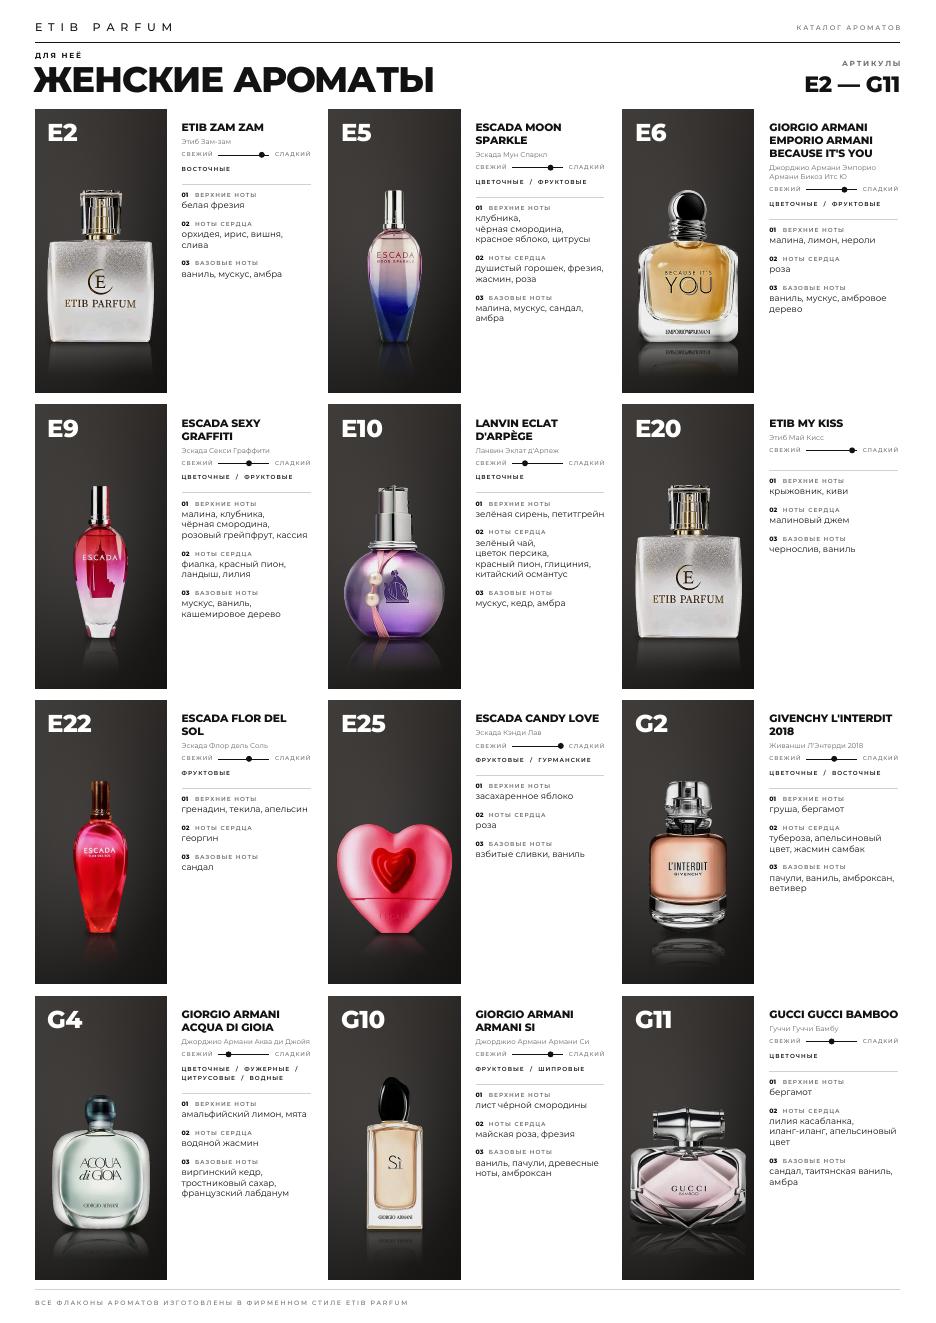 ETIB PARFUM
КАТАЛОГ АРОМАТОВ
ДЛЯ НЕЁ
ЖЕНСКИЕ АРОМАТЫ
АРТИКУЛЫ
E2 — G11
E2
ETIB PARFUM
ETIB ZAM ZAM
Этиб Зам-зам
СВЕЖИЙ СЛАДКИЙ
ВОСТОЧНЫЕ
01 ВЕРХНИЕ НОТЫ
белая фрезия
02 НОТЫ СЕРДЦА
орхидея, ирис, вишня,
слива
03 БАЗОВЫЕ НОТЫ
ваниль, мускус, амбра
E5
ESCADA
MOON SPARKLE
ESCADA MOON
SPARKLE
Эскада Мун Спаркл
СВЕЖИЙ СЛАДКИЙ
ЦВЕТОЧНЫЕ / ФРУКТОВЫЕ
01 ВЕРХНИЕ НОТЫ
клубника,
чёрная смородина,
красное яблоко, цитрусы
02 НОТЫ СЕРДЦА
душистый горошек, фрезия,
жасмин, роза
03 БАЗОВЫЕ НОТЫ
малина, мускус, сандал,
амбра
E6
BECAUSE IT'S
YOU
EMPORIO ARMANI
GIORGIO ARMANI
EMPORIO ARMANI
BECAUSE IT'S YOU
Джорджио Армани Эмпорио
Армани Бикоз Итс Ю
СВЕЖИЙ СЛАДКИЙ
ЦВЕТОЧНЫЕ / ФРУКТОВЫЕ
01 ВЕРХНИЕ НОТЫ
малина, лимон, нероли
02 НОТЫ СЕРДЦА
роза
03 БАЗОВЫЕ НОТЫ
ваниль, мускус, амбровое
дерево
E9
ESCADA
ESCADA SEXY
GRAFFITI
Эскада Секси Граффити
СВЕЖИЙ СЛАДКИЙ
ЦВЕТОЧНЫЕ / ФРУКТОВЫЕ
01 ВЕРХНИЕ НОТЫ
малина, клубника,
чёрная смородина,
розовый грейпфрут, кассия
02 НОТЫ СЕРДЦА
фиалка, красный пион,
ландыш, лилия
03 БАЗОВЫЕ НОТЫ
мускус, ваниль,
кашемировое дерево
E10
LANVIN ECLAT
D'ARPÈGE
Ланвин Эклат д'Арпеж
СВЕЖИЙ СЛАДКИЙ
ЦВЕТОЧНЫЕ
01 ВЕРХНИЕ НОТЫ
зелёная сирень, петитгрейн
02 НОТЫ СЕРДЦА
зелёный чай,
цветок персика,
красный пион, глициния,
китайский османтус
03 БАЗОВЫЕ НОТЫ
мускус, кедр, амбра
E20
ETIB PARFUM
ETIB MY KISS
Этиб Май Кисс
СВЕЖИЙ СЛАДКИЙ
01 ВЕРХНИЕ НОТЫ
крыжовник, киви
02 НОТЫ СЕРДЦА
малиновый джем
03 БАЗОВЫЕ НОТЫ
чернослив, ваниль
E22
ESCADA
ESCADA FLOR DEL
SOL
Эскада Флор дель Соль
СВЕЖИЙ СЛАДКИЙ
ФРУКТОВЫЕ
01 ВЕРХНИЕ НОТЫ
гренадин, текила, апельсин
02 НОТЫ СЕРДЦА
георгин
03 БАЗОВЫЕ НОТЫ
сандал
E25
ESCADA CANDY LOVE
Эскада Кэнди Лав
СВЕЖИЙ СЛАДКИЙ
ФРУКТОВЫЕ / ГУРМАНСКИЕ
01 ВЕРХНИЕ НОТЫ
засахаренное яблоко
02 НОТЫ СЕРДЦА
роза
03 БАЗОВЫЕ НОТЫ
взбитые сливки, ваниль
G2
L'INTERDIT
GIVENCHY
GIVENCHY L'INTERDIT
2018
Живанши Л'Энтерди 2018
СВЕЖИЙ СЛАДКИЙ
ЦВЕТОЧНЫЕ / ВОСТОЧНЫЕ
01 ВЕРХНИЕ НОТЫ
груша, бергамот
02 НОТЫ СЕРДЦА
тубероза, апельсиновый
цвет, жасмин самбак
03 БАЗОВЫЕ НОТЫ
пачули, ваниль, амброксан,
ветивер
G4
ACQUA
di GIOIA
GIORGIO ARMANI
GIORGIO ARMANI
ACQUA DI GIOIA
Джорджио Армани Аква ди Джойя
СВЕЖИЙ СЛАДКИЙ
ЦВЕТОЧНЫЕ / ФУЖЕРНЫЕ /
ЦИТРУСОВЫЕ / ВОДНЫЕ
01 ВЕРХНИЕ НОТЫ
амальфийский лимон, мята
02 НОТЫ СЕРДЦА
водяной жасмин
03 БАЗОВЫЕ НОТЫ
виргинский кедр,
тростниковый сахар,
французский лабданум
G10
Sì
GIORGIO ARMANI
GIORGIO ARMANI
ARMANI SI
Джорджио Армани Армани Си
СВЕЖИЙ СЛАДКИЙ
ФРУКТОВЫЕ / ШИПРОВЫЕ
01 ВЕРХНИЕ НОТЫ
лист чёрной смородины
02 НОТЫ СЕРДЦА
майская роза, фрезия
03 БАЗОВЫЕ НОТЫ
ваниль, пачули, древесные
ноты, амброксан
G11
GUCCI
BAMBOO
GUCCI GUCCI BAMBOO
Гуччи Гуччи Бамбу
СВЕЖИЙ СЛАДКИЙ
ЦВЕТОЧНЫЕ
01 ВЕРХНИЕ НОТЫ
бергамот
02 НОТЫ СЕРДЦА
лилия касабланка,
иланг-иланг, апельсиновый
цвет
03 БАЗОВЫЕ НОТЫ
сандал, таитянская ваниль,
амбра
ВСЕ ФЛАКОНЫ АРОМАТОВ ИЗГОТОВЛЕНЫ В ФИРМЕННОМ СТИЛЕ ETIB PARFUM